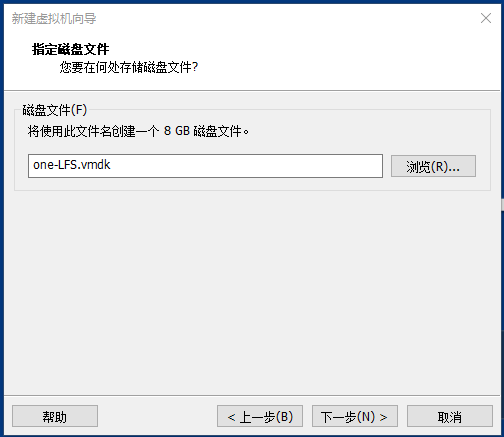 新建虚拟机向导
指定磁盘文件
您要在何处存储磁盘文件?
磁盘文件(F)
将使用此文件名创建一个 8 GB 磁盘文件。
one-LFS.vmdk
浏览(R)...
帮助
< 上一步(B)
下一步(N) >
取消